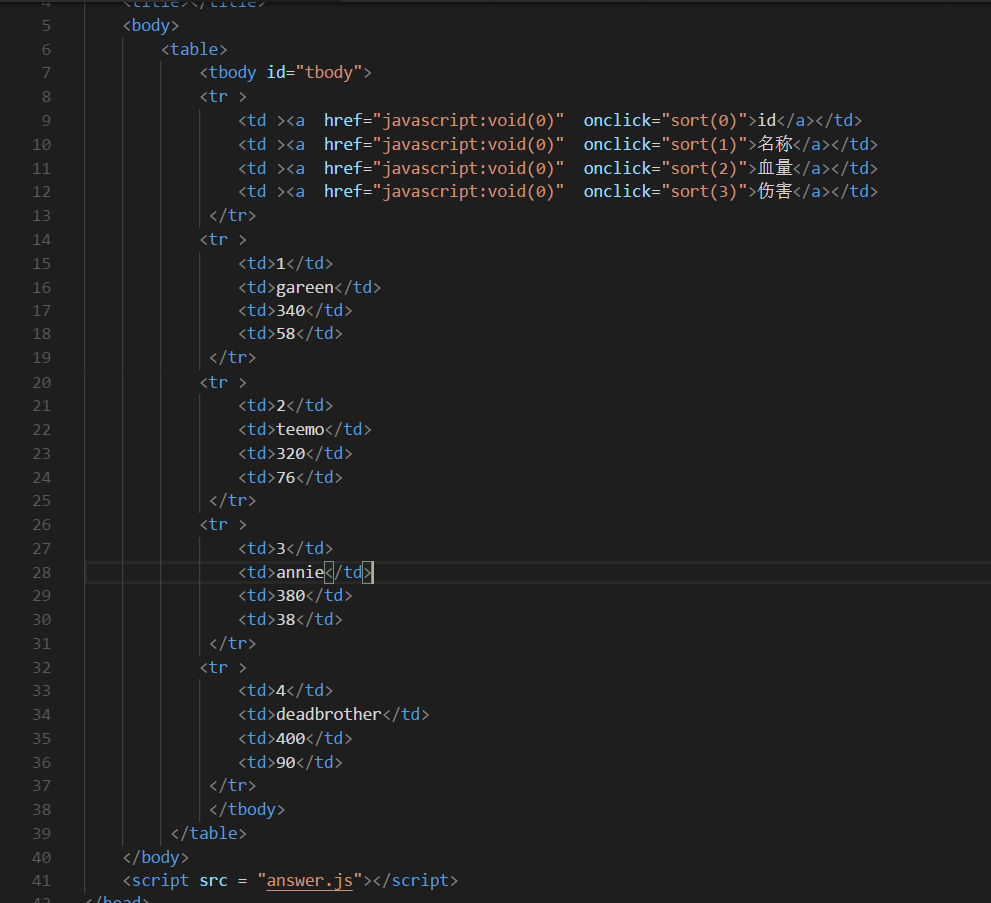 4 <title></title>
5 <body>
6 <table>
7 <tbody id="tbody">
8 <tr >
9 <td ><a  href="javascript:void(0)"  onclick="sort(0)">id</a></td>
10 <td ><a  href="javascript:void(0)"  onclick="sort(1)">名称</a></td>
11 <td ><a  href="javascript:void(0)"  onclick="sort(2)">血量</a></td>
12 <td ><a  href="javascript:void(0)"  onclick="sort(3)">伤害</a></td>
13 </tr>
14 <tr >
15 <td>1</td>
16 <td>gareen</td>
17 <td>340</td>
18 <td>58</td>
19 </tr>
20 <tr >
21 <td>2</td>
22 <td>teemo</td>
23 <td>320</td>
24 <td>76</td>
25 </tr>
26 <tr >
27 <td>3</td>
28 <td>annie</td>
29 <td>380</td>
30 <td>38</td>
31 </tr>
32 <tr >
33 <td>4</td>
34 <td>deadbrother</td>
35 <td>400</td>
36 <td>90</td>
37 </tr>
38 </tbody>
39 </table>
40 </body>
41 <script src = "answer.js"></script>
42 </head>